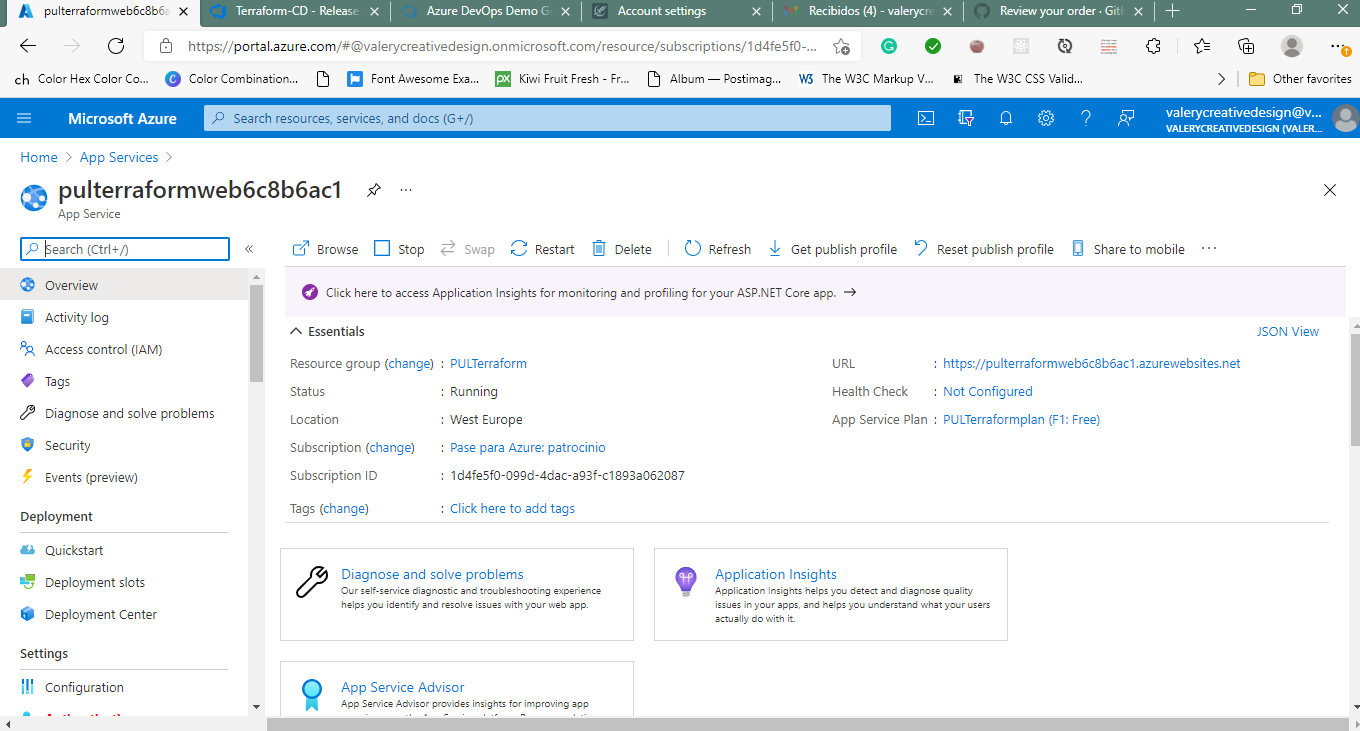 pulterraformweb6c8b6a
Terraform-CD - Release
Azure DevOps Demo G
Account settings
Recibidos (4) - valerycr
Review your order · Gi
https://portal.azure.com/#@valerycreativedesign.onmicrosoft.com/resource/subscriptions/1d4fe5f0-...
ch Color Hex Color Co...
C Color Combination...
Font Awesome Exa...
px Kiwi Fruit Fresh - Fr...
Album — Postimag...
W3 The W3C Markup V...
The W3C CSS Valid...
Other favorites
Microsoft Azure
Search resources, services, and docs (G+/)
valerycreativedesign@v...
VALERYCREATIVEDESIGN (VALER...
Home > App Services >
pulterraformweb6c8b6ac1 ...
App Service
Search (Ctrl+/) «
Browse Stop Swap Restart Delete Refresh Get publish profile Reset publish profile Share to mobile ...
Overview
Activity log
Access control (IAM)
Tags
Diagnose and solve problems
Security
Events (preview)
Deployment
Quickstart
Deployment slots
Deployment Center
Settings
Configuration
Click here to access Application Insights for monitoring and profiling for your ASP.NET Core app. →
Essentials
JSON View
Resource group (change) : PULTerraform
Status : Running
Location : West Europe
Subscription (change) : Pase para Azure: patrocinio
Subscription ID : 1d4fe5f0-099d-4dac-a93f-c1893a062087
Tags (change) : Click here to add tags
URL : https://pulterraformweb6c8b6ac1.azurewebsites.net
Health Check : Not Configured
App Service Plan : PULTerraformplan (F1: Free)
Diagnose and solve problems
Our self-service diagnostic and troubleshooting experience
helps you identify and resolve issues with your web app.
Application Insights
Application Insights helps you detect and diagnose quality
issues in your apps, and helps you understand what your users
actually do with it.
App Service Advisor
App Service Advisor provides insights for improving app